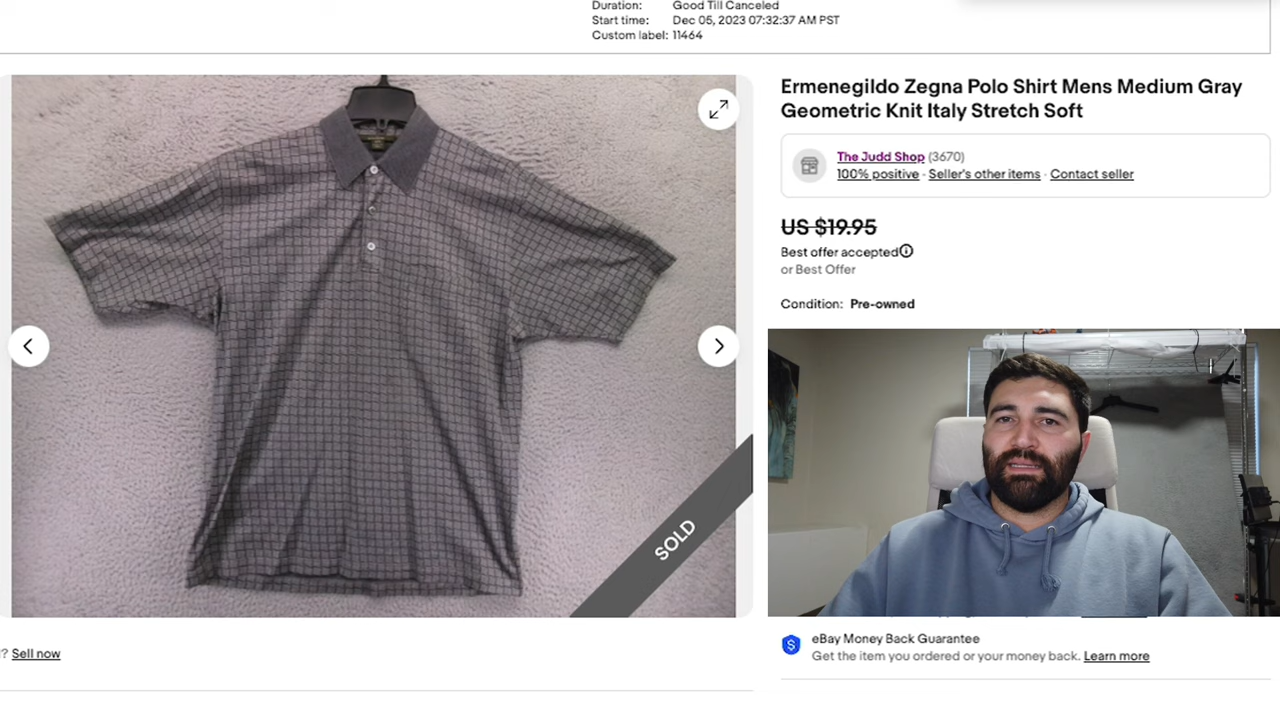 Duration: Good Till Canceled
Start time: Dec 05, 2023 07:32:37 AM PST
Custom label: 11464
Ermenegildo Zegna Polo Shirt Mens Medium Gray
Geometric Knit Italy Stretch Soft
The Judd Shop (3670)
100% positive · Seller's other items · Contact seller
US $19.95
Best offer accepted
or Best Offer
Condition: Pre-owned
SOLD
eBay Money Back Guarantee
Get the item you ordered or your money back. Learn more
? Sell now